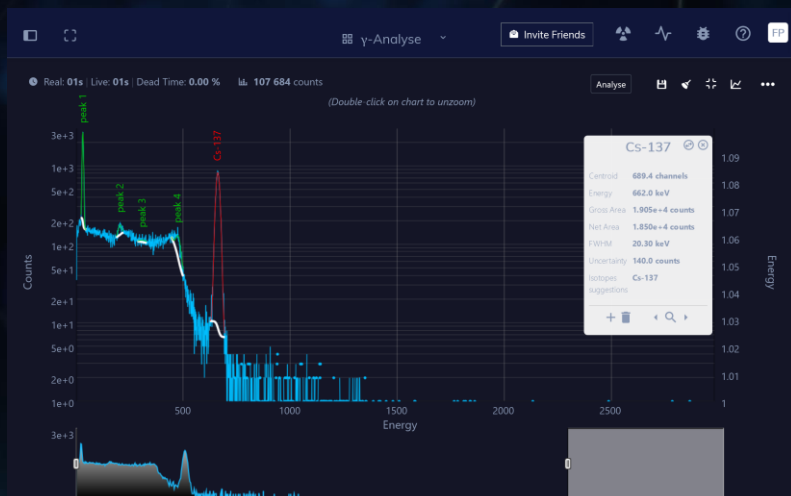 γ-Analyse
Invite Friends
FP
Real: 01s | Live: 01s | Dead Time: 0.00 %
107 684 counts
Analyse
(Double-click on chart to unzoom)
peak 1
peak 2
peak 3
peak 4
Cs-137
3e+3
1e+3
5e+2
2e+2
1e+2
5e+1
2e+1
1e+1
5e+0
2e+0
1e+0
Counts
500
1000
1500
2000
2500
Energy
1.09
1.08
1.07
1.06
1.05
1.04
1.03
1.02
1.01
1
Energy
Cs-137
Centroid 689.4 channels
Energy 662.0 keV
Gross Area 1.905e+4 counts
Net Area 1.850e+4 counts
FWHM 20.30 keV
Uncertainty 140.0 counts
Isotopes Cs-137
suggestions
3e+3